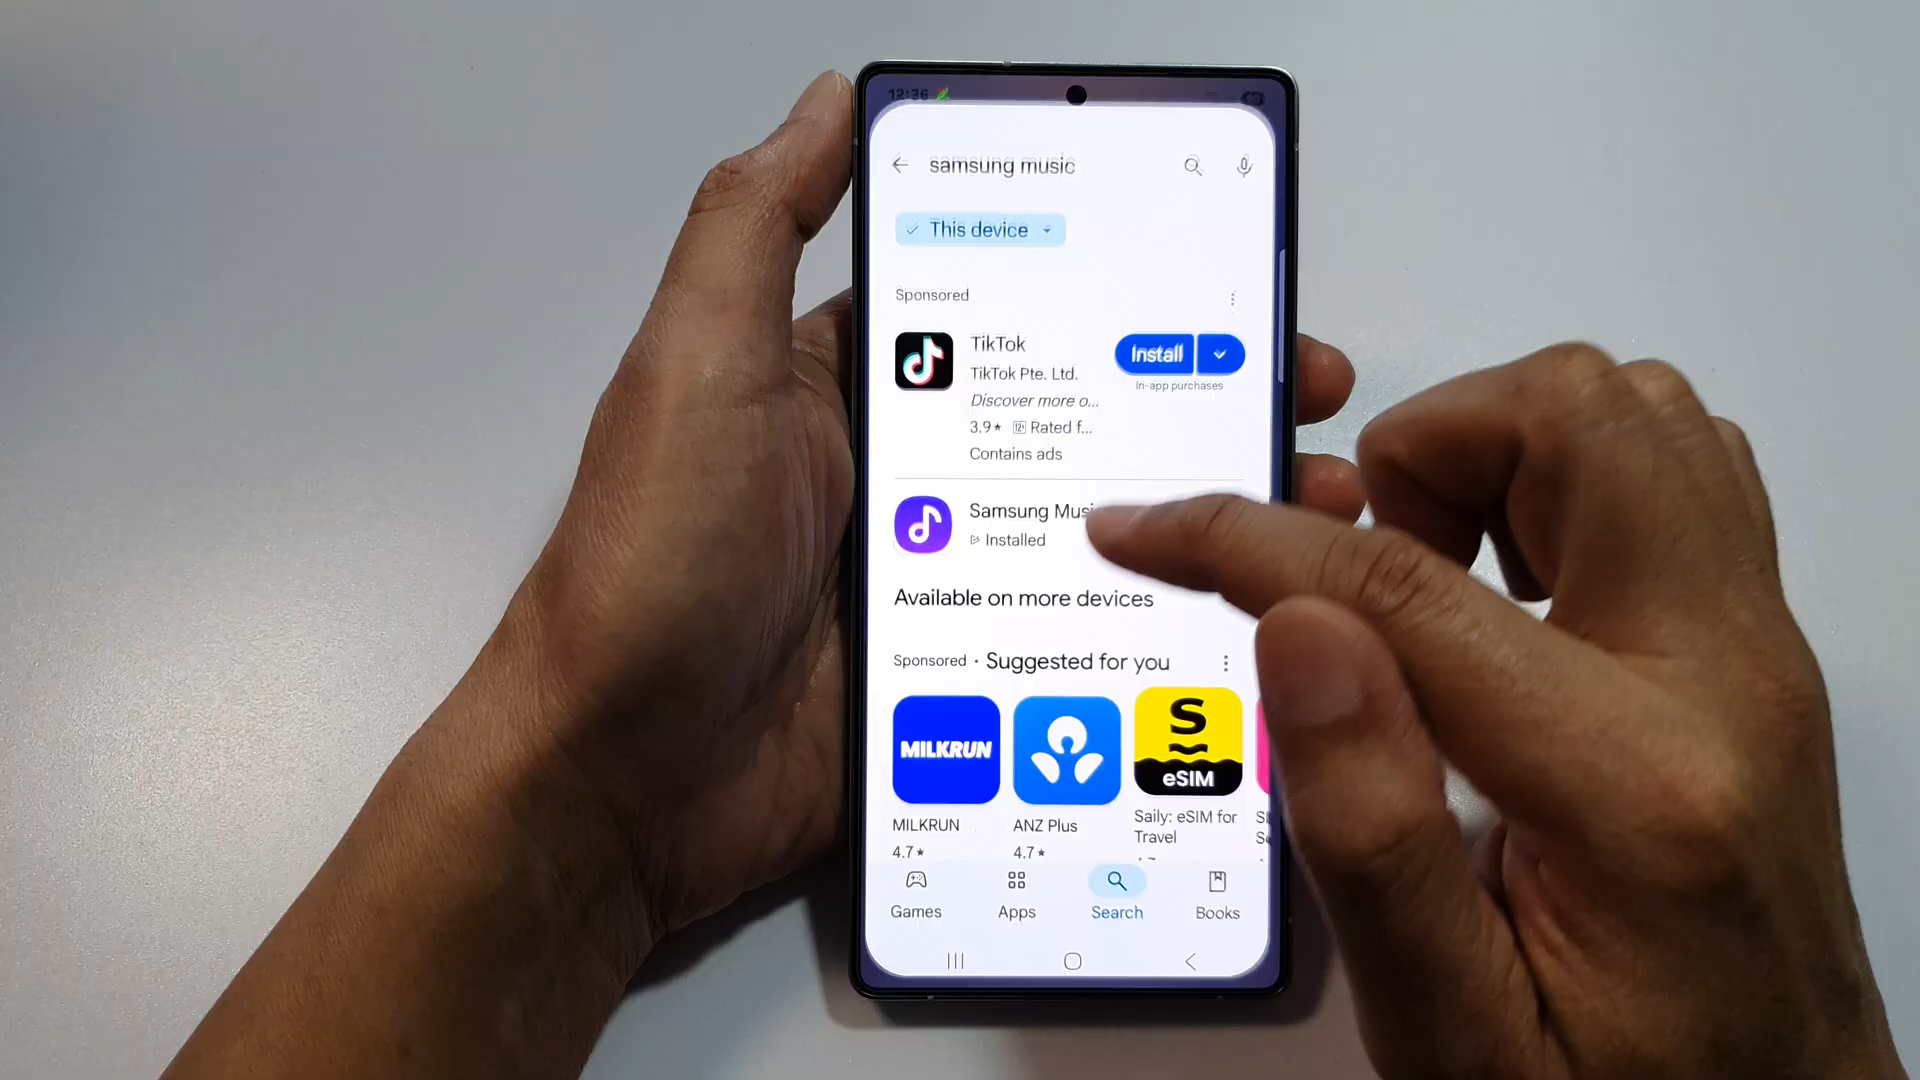 12:36
samsung music
This device
Sponsored
TikTok
TikTok Pte. Ltd.
Discover more o...
3.9★ 12+ Rated f...
Contains ads
Install
In-app purchases
Samsung Musi
Installed
Available on more devices
Sponsored · Suggested for you
MILKRUN
S
eSIM
MILKRUN
4.7★
ANZ Plus
4.7★
Saily: eSIM for
Travel
Games
Apps
Search
Books